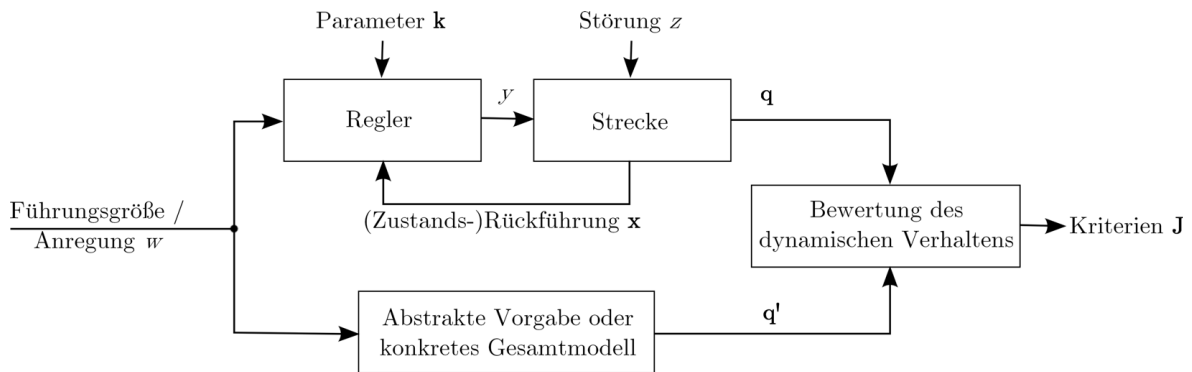 Parameter k
Störung z
Regler
y
Strecke
q
(Zustands-)Rückführung x
Führungsgröße /
Anregung w
Bewertung des
dynamischen Verhaltens
Kriterien J
Abstrakte Vorgabe oder
konkretes Gesamtmodell
q'